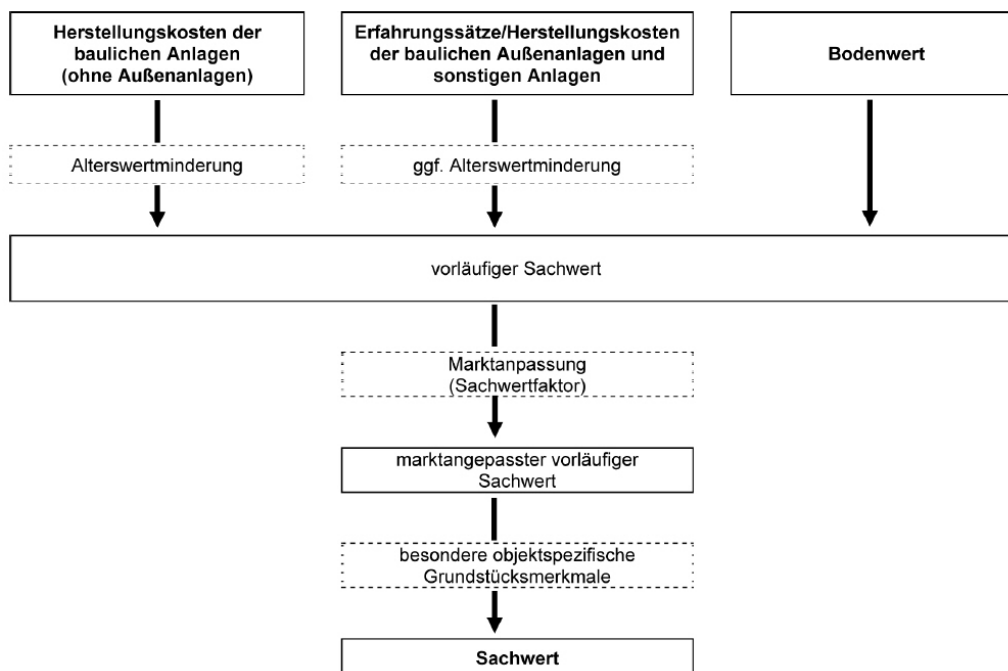 Herstellungskosten der
baulichen Anlagen
(ohne Außenanlagen)
Erfahrungssätze/Herstellungskosten
der baulichen Außenanlagen und
sonstigen Anlagen
Bodenwert
Alterswertminderung
ggf. Alterswertminderung
vorläufiger Sachwert
Marktanpassung
(Sachwertfaktor)
marktangepasster vorläufiger
Sachwert
besondere objektspezifische
Grundstücksmerkmale
Sachwert